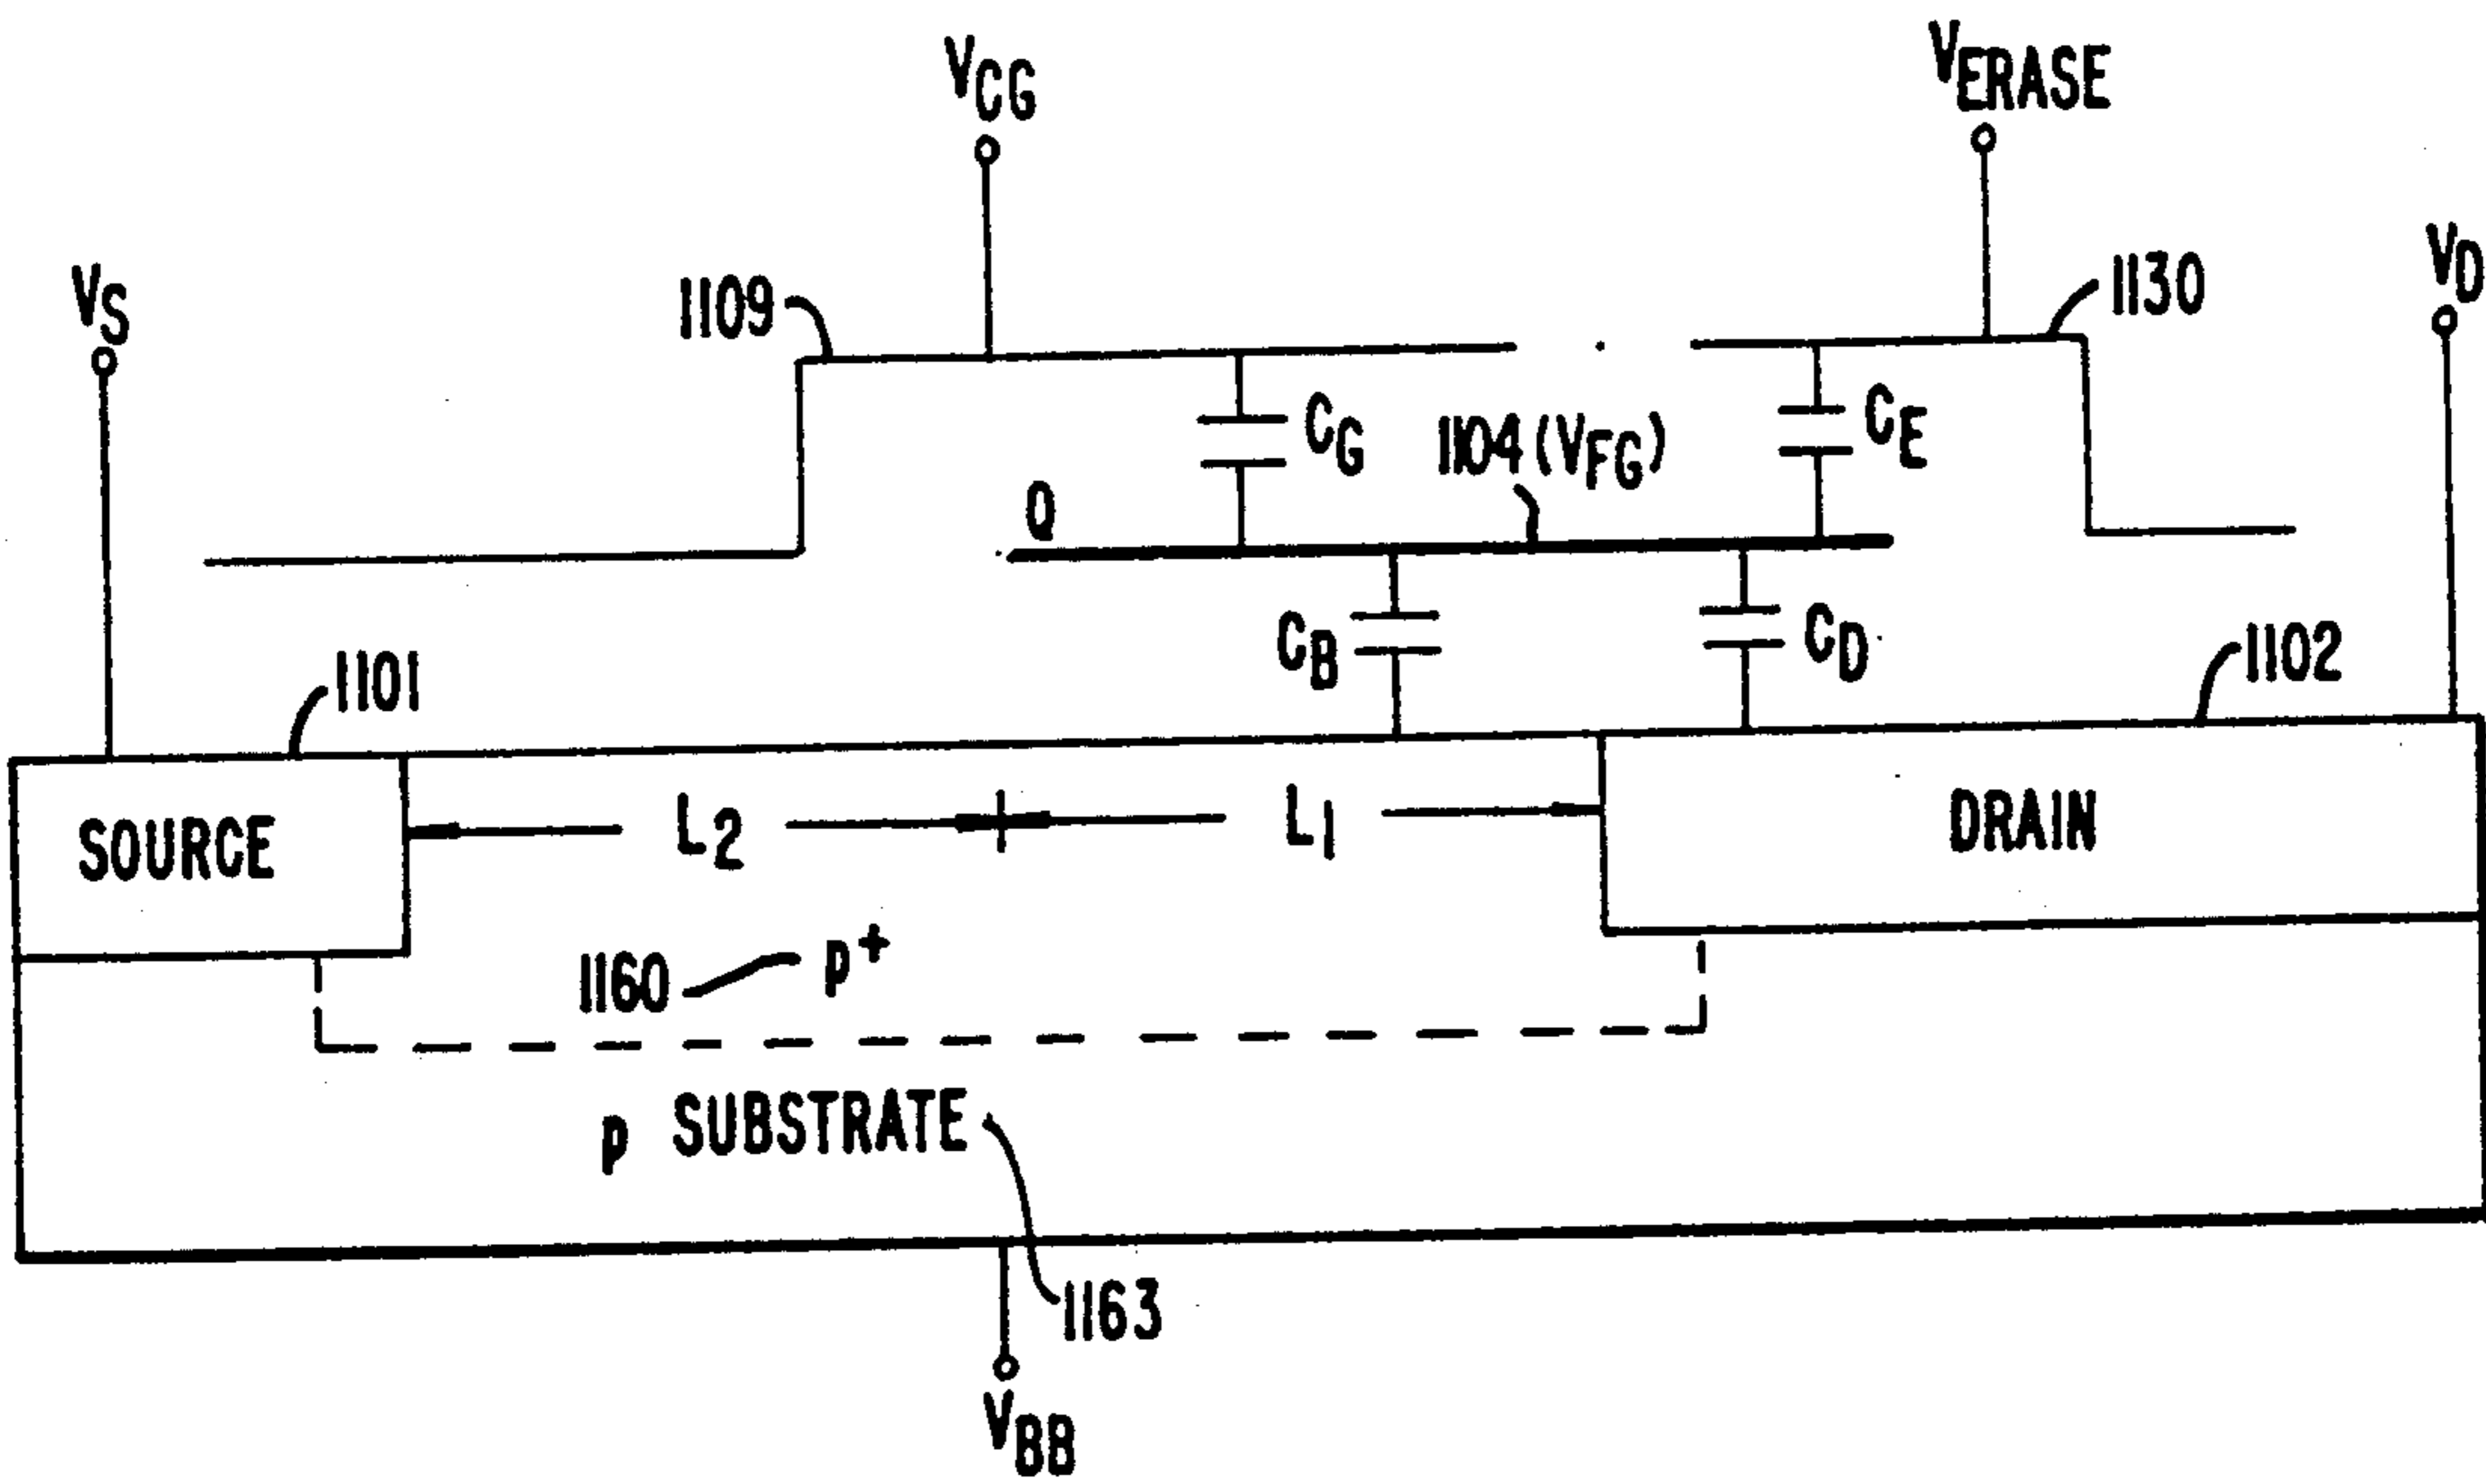 VCG
VERASE
VS
1109
1130
VD
CG
1104 (VFG)
CE
Q
CB
CD
1101
1102
SOURCE
L2
L1
DRAIN
1160
p+
p SUBSTRATE
1163
VBB